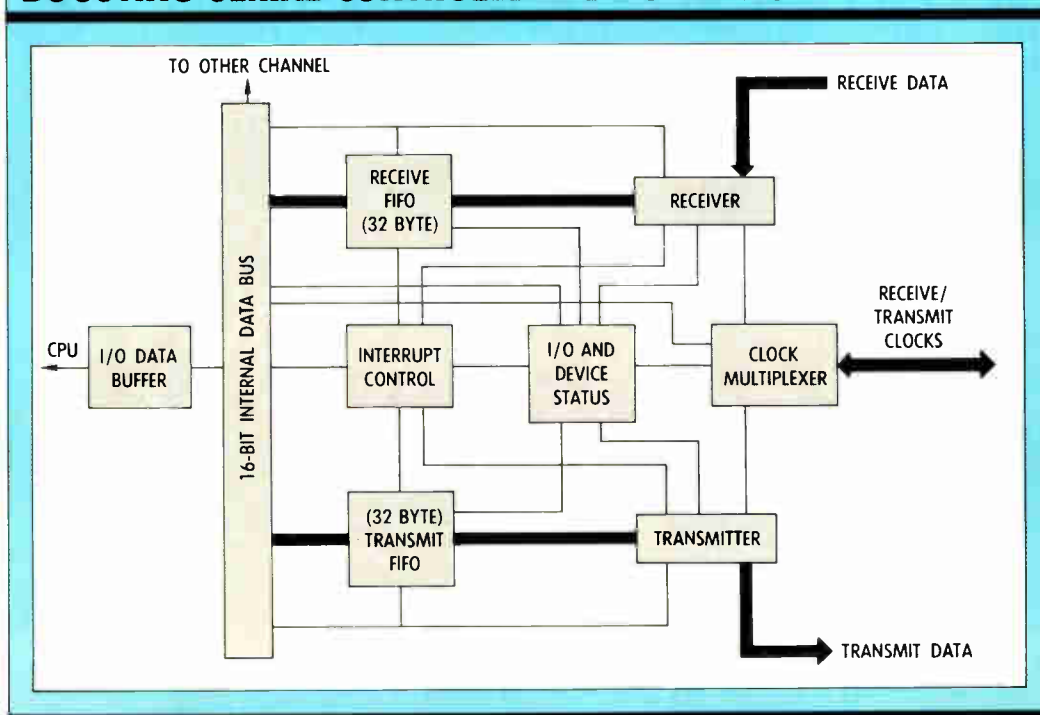 TO OTHER CHANNEL
RECEIVE DATA
RECEIVE
FIFO
(32 BYTE)
RECEIVER
16-BIT INTERNAL DATA BUS
RECEIVE/
TRANSMIT
CLOCKS
CPU
I/O DATA
BUFFER
INTERRUPT
CONTROL
I/O AND
DEVICE
STATUS
CLOCK
MULTIPLEXER
(32 BYTE)
TRANSMIT
FIFO
TRANSMITTER
TRANSMIT DATA